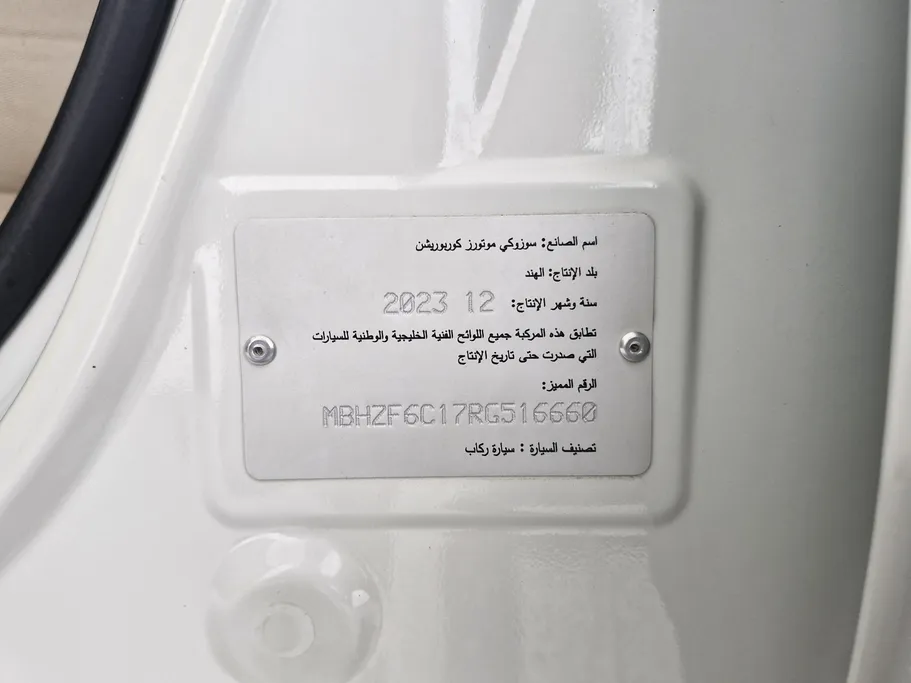 اسم الصانع: سوزوكي موتورز كوربوريشن
بلد الإنتاج: الهند
سنة وشهر الإنتاج: 2023 12
تطابق هذه المركبة جميع اللوائح الفنية الخليجية والوطنية للسيارات
التي صدرت حتى تاريخ الإنتاج
الرقم المميز:
MBHZF6C17RG516660
تصنيف السيارة : سيارة ركاب